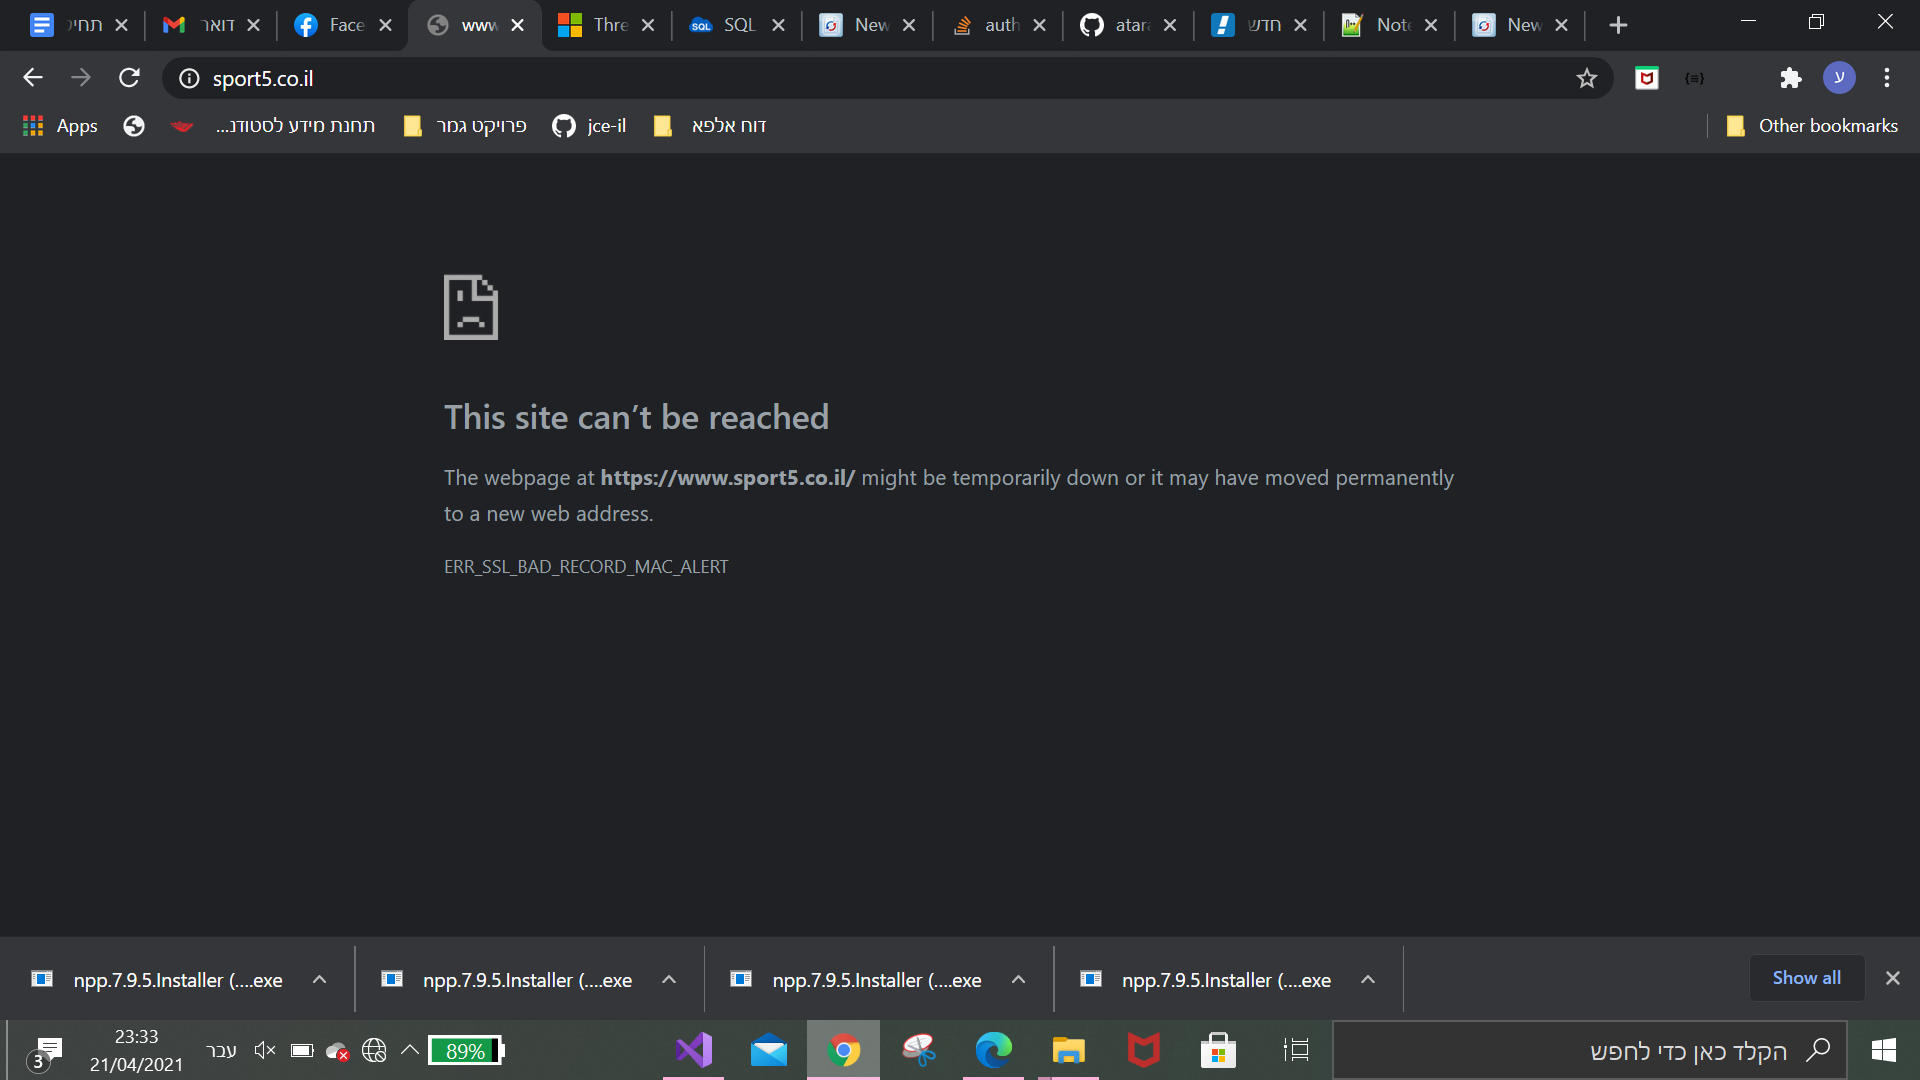 תחיכ
דואר
Face
www
Thre
SQL
New
auth
atara
חדש
Note
New
sport5.co.il
ע
Apps
תחנת מידע לסטודנ...
פרויקט גמר
jce-il
דוח אלפא
Other bookmarks
This site can't be reached
The webpage at https://www.sport5.co.il/ might be temporarily down or it may have moved permanently
to a new web address.
ERR_SSL_BAD_RECORD_MAC_ALERT
npp.7.9.5.Installer (....exe
npp.7.9.5.Installer (....exe
npp.7.9.5.Installer (....exe
npp.7.9.5.Installer (....exe
Show all
3
23:33
21/04/2021
עבר
89%
הקלד כאן כדי לחפש